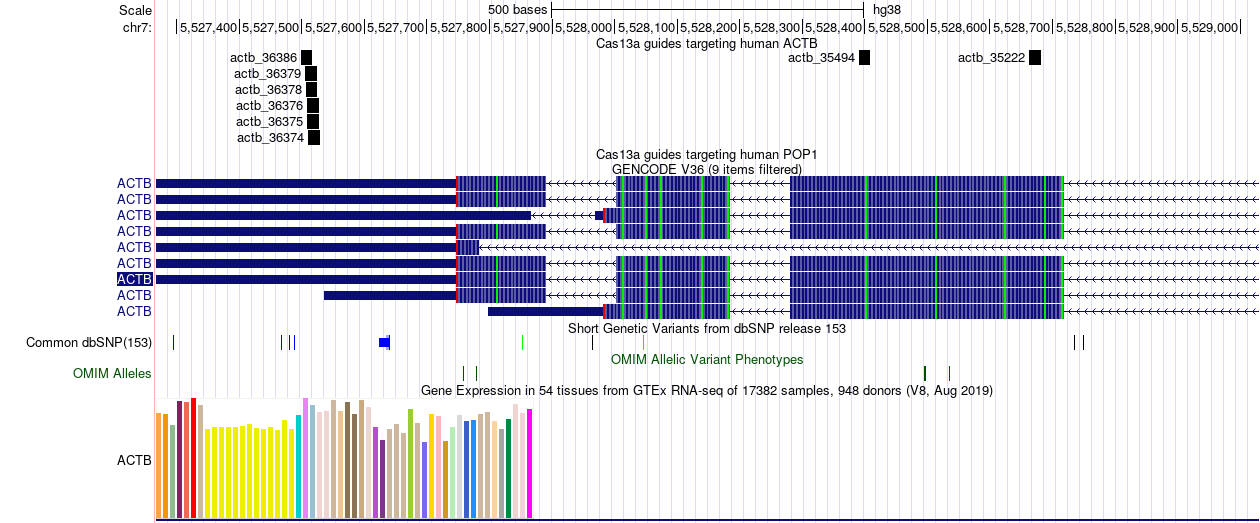 Scale 500 bases hg38
chr7: 5,527,400 5,527,500 5,527,600 5,527,700 5,527,800 5,527,900 5,528,000 5,528,100 5,528,200 5,528,300 5,528,400 5,528,500 5,528,600 5,528,700 5,528,800 5,528,900 5,529,000
Cas13a guides targeting human ACTB
actb_36386 actb_35494 actb_35222
actb_36379
actb_36378
actb_36376
actb_36375
actb_36374
Cas13a guides targeting human POP1
GENCODE V36 (9 items filtered)
ACTB
ACTB
ACTB
ACTB
ACTB
ACTB
ACTB
ACTB
ACTB
Short Genetic Variants from dbSNP release 153
Common dbSNP(153)
OMIM Allelic Variant Phenotypes
OMIM Alleles
Gene Expression in 54 tissues from GTEx RNA-seq of 17382 samples, 948 donors (V8, Aug 2019)
ACTB